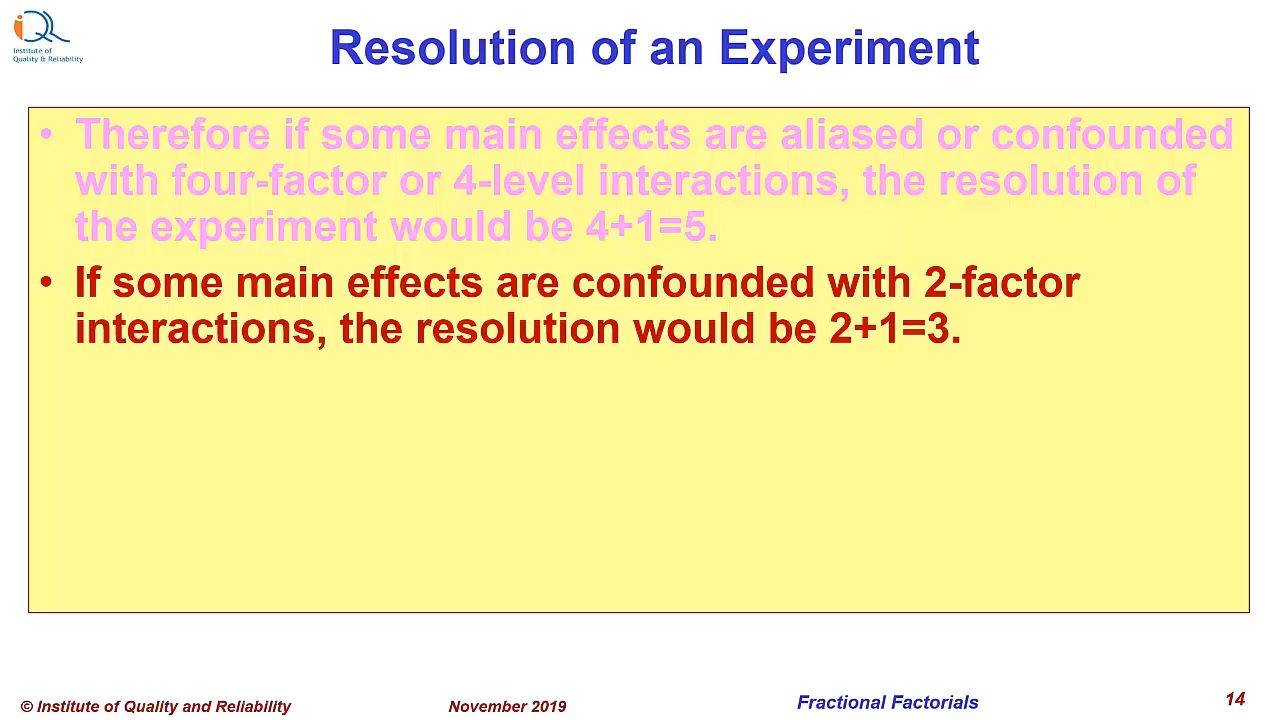 iQR
Institute of
Quality & Reliability
Resolution of an Experiment
• Therefore if some main effects are aliased or confounded
with four-factor or 4-level interactions, the resolution of
the experiment would be 4+1=5.
• If some main effects are confounded with 2-factor
interactions, the resolution would be 2+1=3.
© Institute of Quality and Reliability
November 2019
Fractional Factorials
14